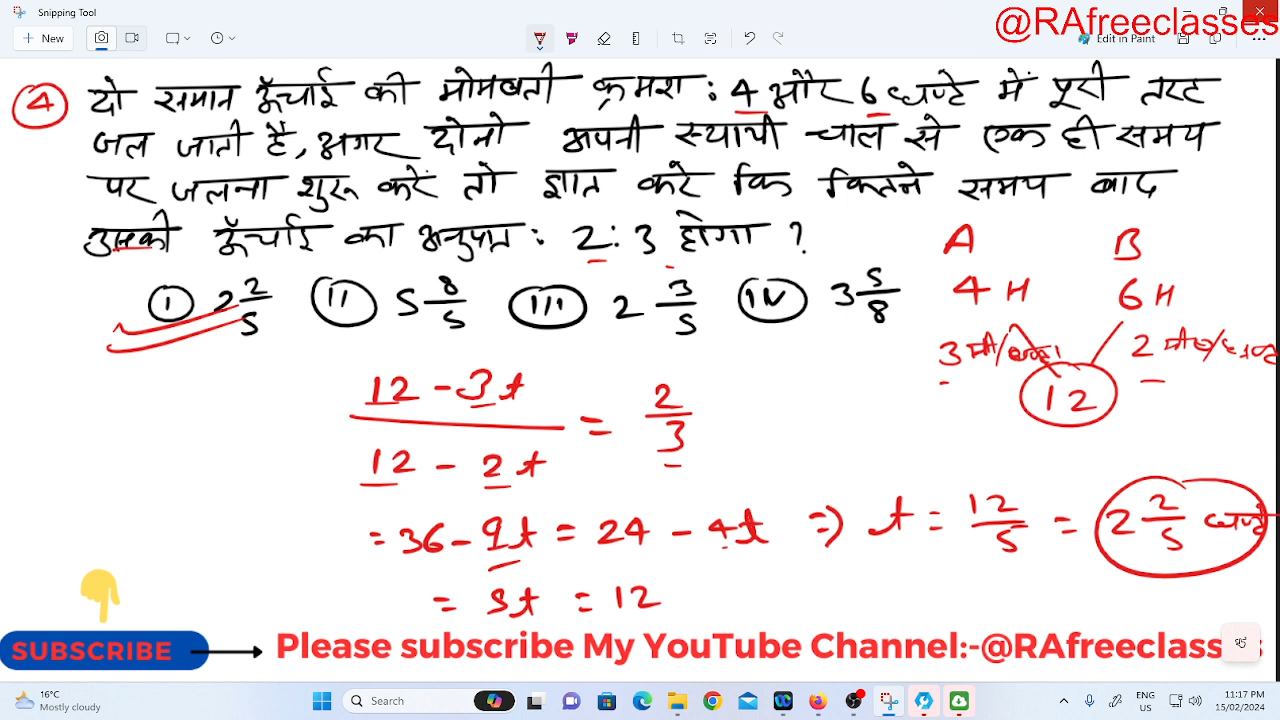 Snipping Tool
@RAfreeclasses
New
Edit in Paint
4 दो समान ऊँचाई की मोमबती क्रमश: 4 और 6 घण्टे में पूरी तरह
जल जाती है, अगर दोनो अपनी स्थायी चाल से एक ही समय
पर जलना शुरू करें तो ज्ञात करे कि कितने समय बाद
उसकी ऊँचाई का अनुपात: 2:3 होगा ?
A B
I 2 2/5 II 5 8/5 III 2 3/5 IV 3 5/8
4 H 6 H
12
12 - 3t / 12 - 2t = 2/3
= 36 - 9t = 24 - 4t => t = 12/5 = 2 2/5 घण्टे
= 5t = 12
SUBSCRIBE Please subscribe My YouTube Channel:-@RAfreeclasses
16°C
Mostly cloudy
Search
ENG
US
11:37 PM
15/02/2024